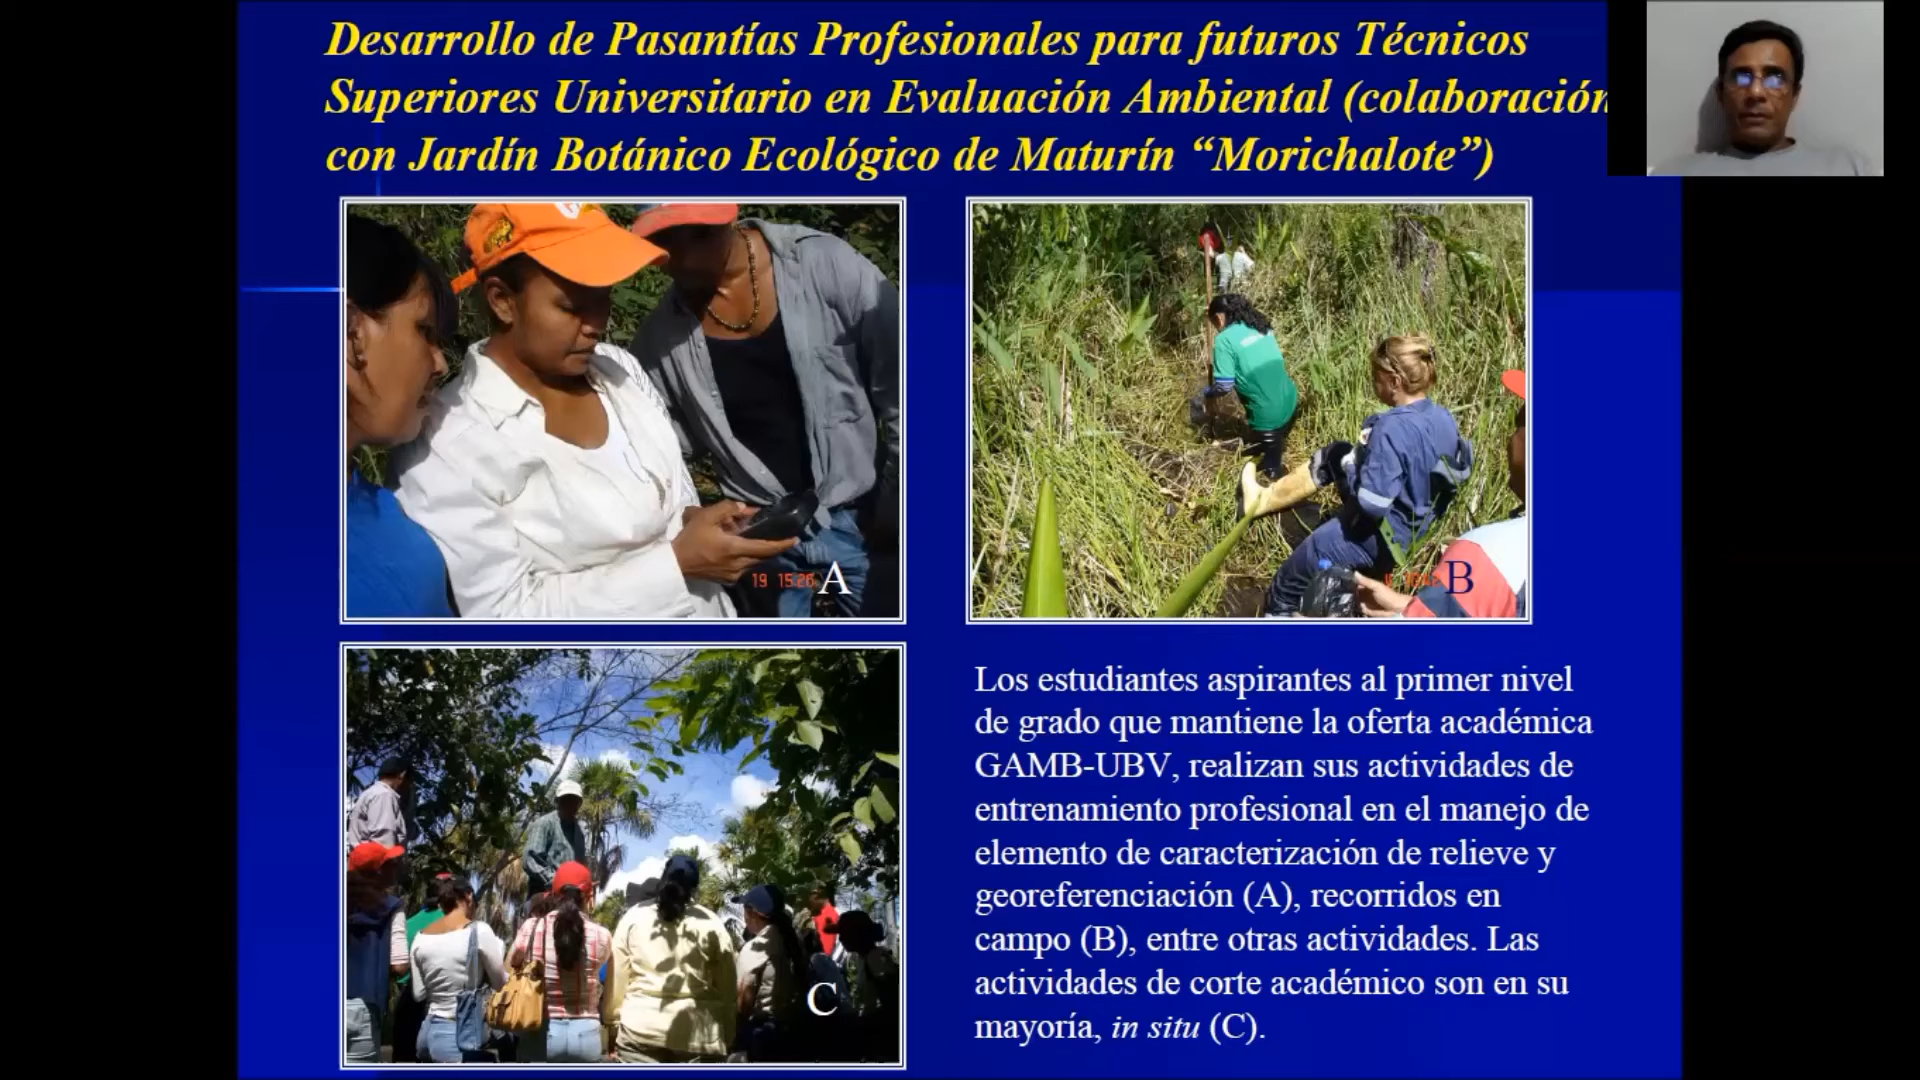 Desarrollo de Pasantías Profesionales para futuros Técnicos
Superiores Universitario en Evaluación Ambiental (colaboración
con Jardín Botánico Ecológico de Maturín “Morichalote”)
19 15:26
A
B
Los estudiantes aspirantes al primer nivel
de grado que mantiene la oferta académica
GAMB-UBV, realizan sus actividades de
entrenamiento profesional en el manejo de
elemento de caracterización de relieve y
georeferenciación (A), recorridos en
campo (B), entre otras actividades. Las
actividades de corte académico son en su
mayoría, in situ (C).
C